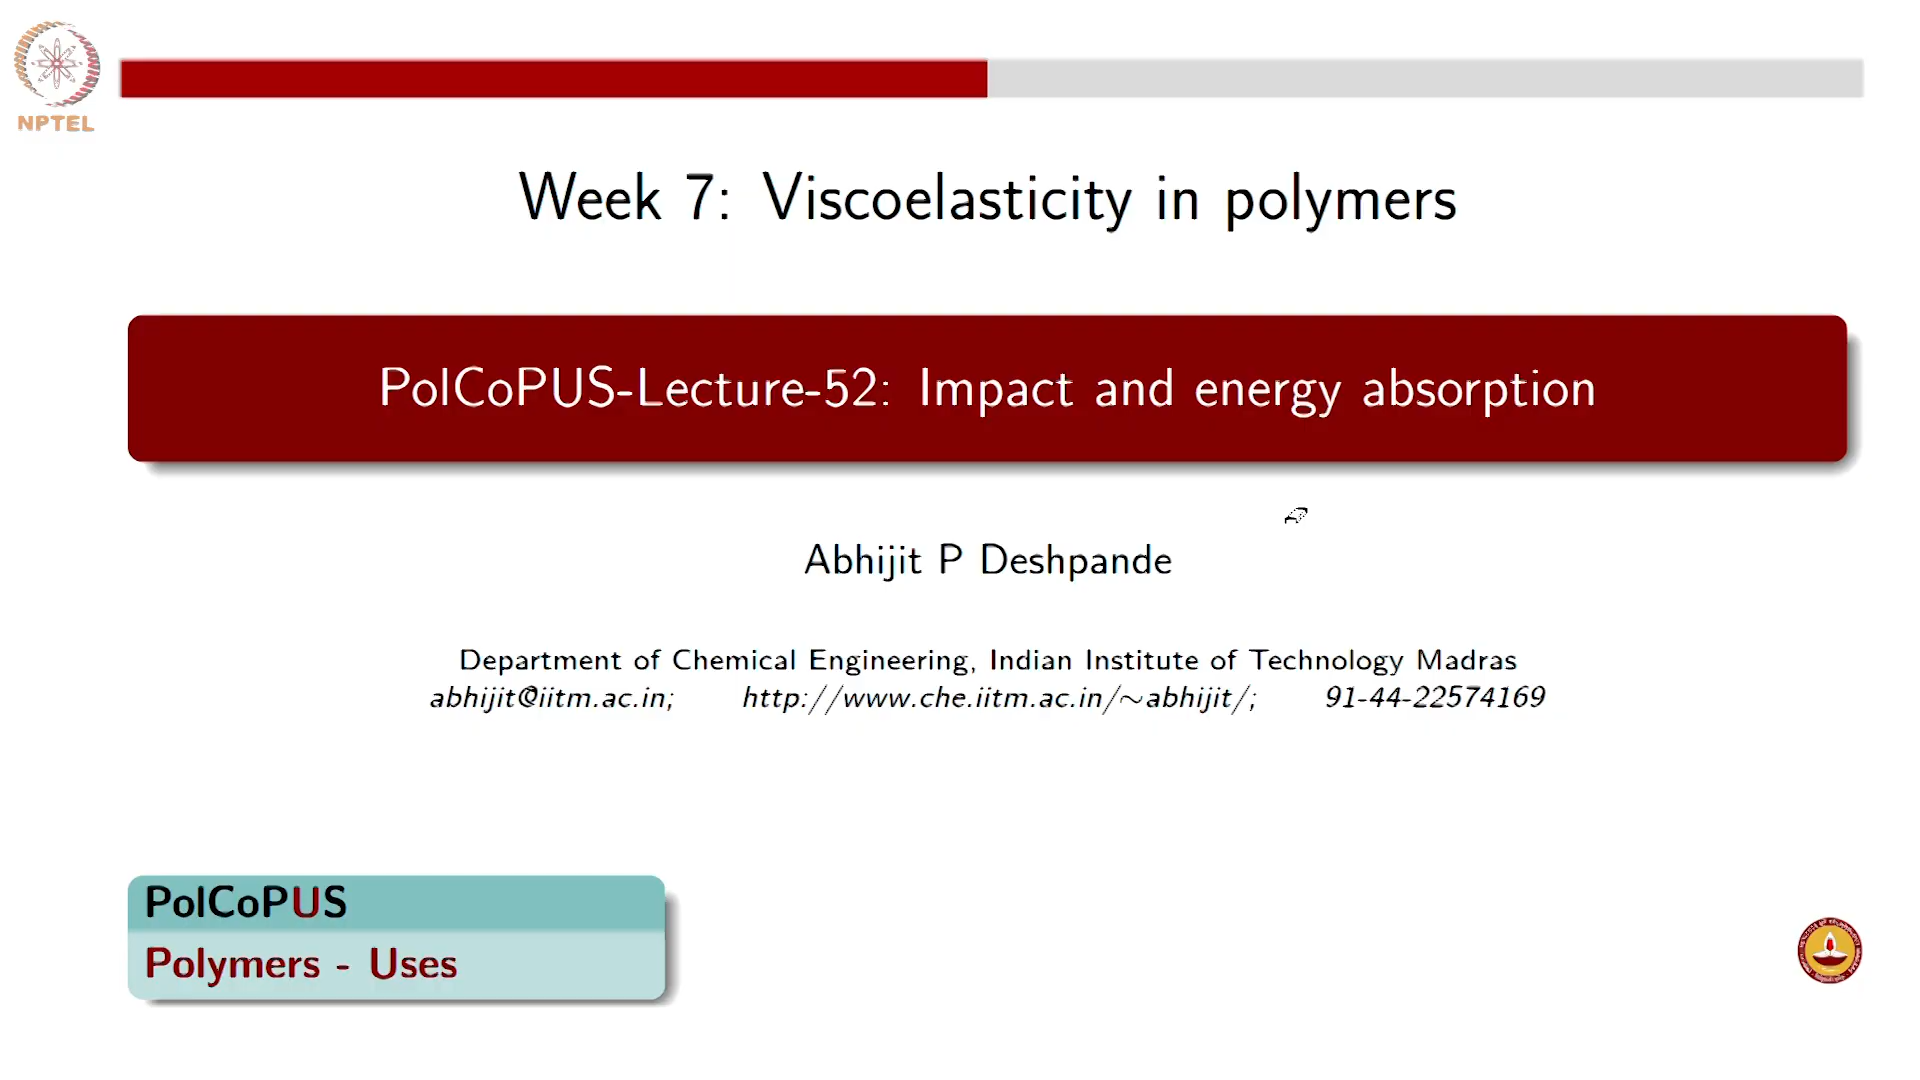 NPTEL
Week 7: Viscoelasticity in polymers
PolCoPUS-Lecture-52: Impact and energy absorption
Abhijit P Deshpande
Department of Chemical Engineering, Indian Institute of Technology Madras
abhijit@iitm.ac.in; http://www.che.iitm.ac.in/~abhijit/; 91-44-22574169
PolCoPUS
Polymers - Uses